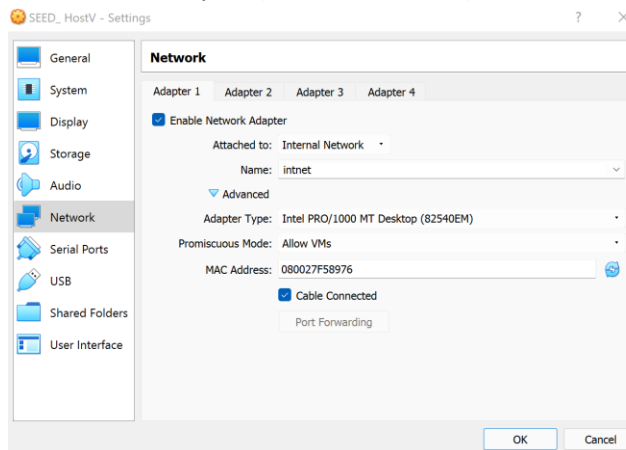 SEED_ HostV - Settings
? ×
General
System
Display
Storage
Audio
Network
Serial Ports
USB
Shared Folders
User Interface
Network
Adapter 1 Adapter 2 Adapter 3 Adapter 4
Enable Network Adapter
Attached to: Internal Network
Name: intnet
Advanced
Adapter Type: Intel PRO/1000 MT Desktop (82540EM)
Promiscuous Mode: Allow VMs
MAC Address: 080027F58976
Cable Connected
Port Forwarding
OK Cancel